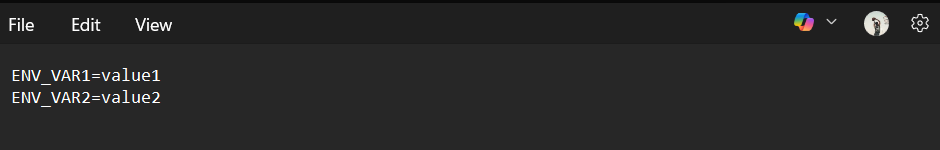 File Edit View
ENV_VAR1=value1
ENV_VAR2=value2